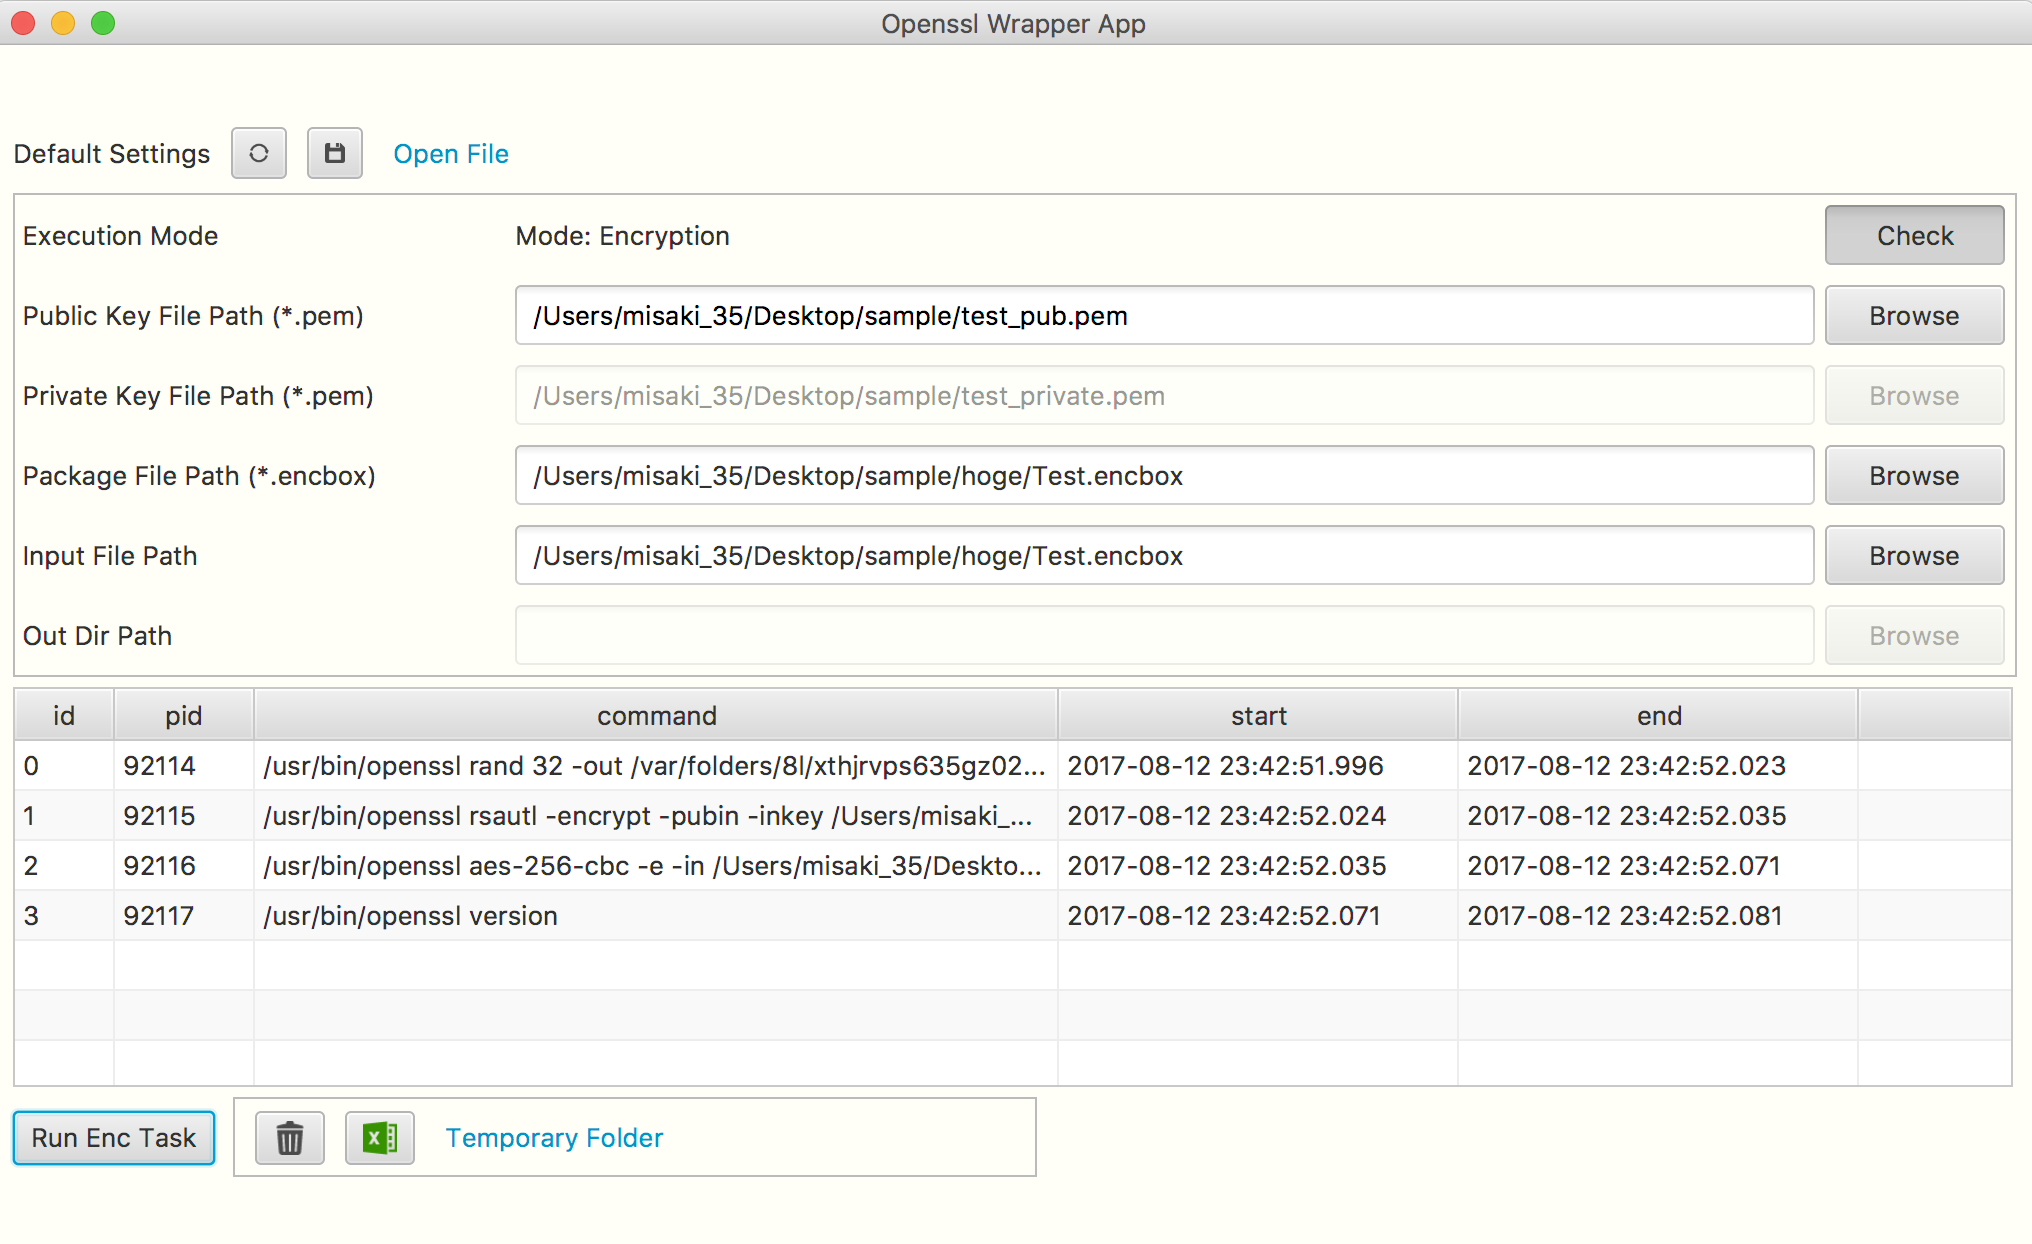 Openssl Wrapper App
Default Settings Open File
Execution Mode Mode: Encryption Check
Public Key File Path (*.pem) /Users/misaki_35/Desktop/sample/test_pub.pem Browse
Private Key File Path (*.pem) /Users/misaki_35/Desktop/sample/test_private.pem Browse
Package File Path (*.encbox) /Users/misaki_35/Desktop/sample/hoge/Test.encbox Browse
Input File Path /Users/misaki_35/Desktop/sample/hoge/Test.encbox Browse
Out Dir Path Browse
id pid command start end
0 92114 /usr/bin/openssl rand 32 -out /var/folders/8l/xthjrvps635gz02... 2017-08-12 23:42:51.996 2017-08-12 23:42:52.023
1 92115 /usr/bin/openssl rsautl -encrypt -pubin -inkey /Users/misaki_... 2017-08-12 23:42:52.024 2017-08-12 23:42:52.035
2 92116 /usr/bin/openssl aes-256-cbc -e -in /Users/misaki_35/Deskto... 2017-08-12 23:42:52.035 2017-08-12 23:42:52.071
3 92117 /usr/bin/openssl version 2017-08-12 23:42:52.071 2017-08-12 23:42:52.081
Run Enc Task Temporary Folder